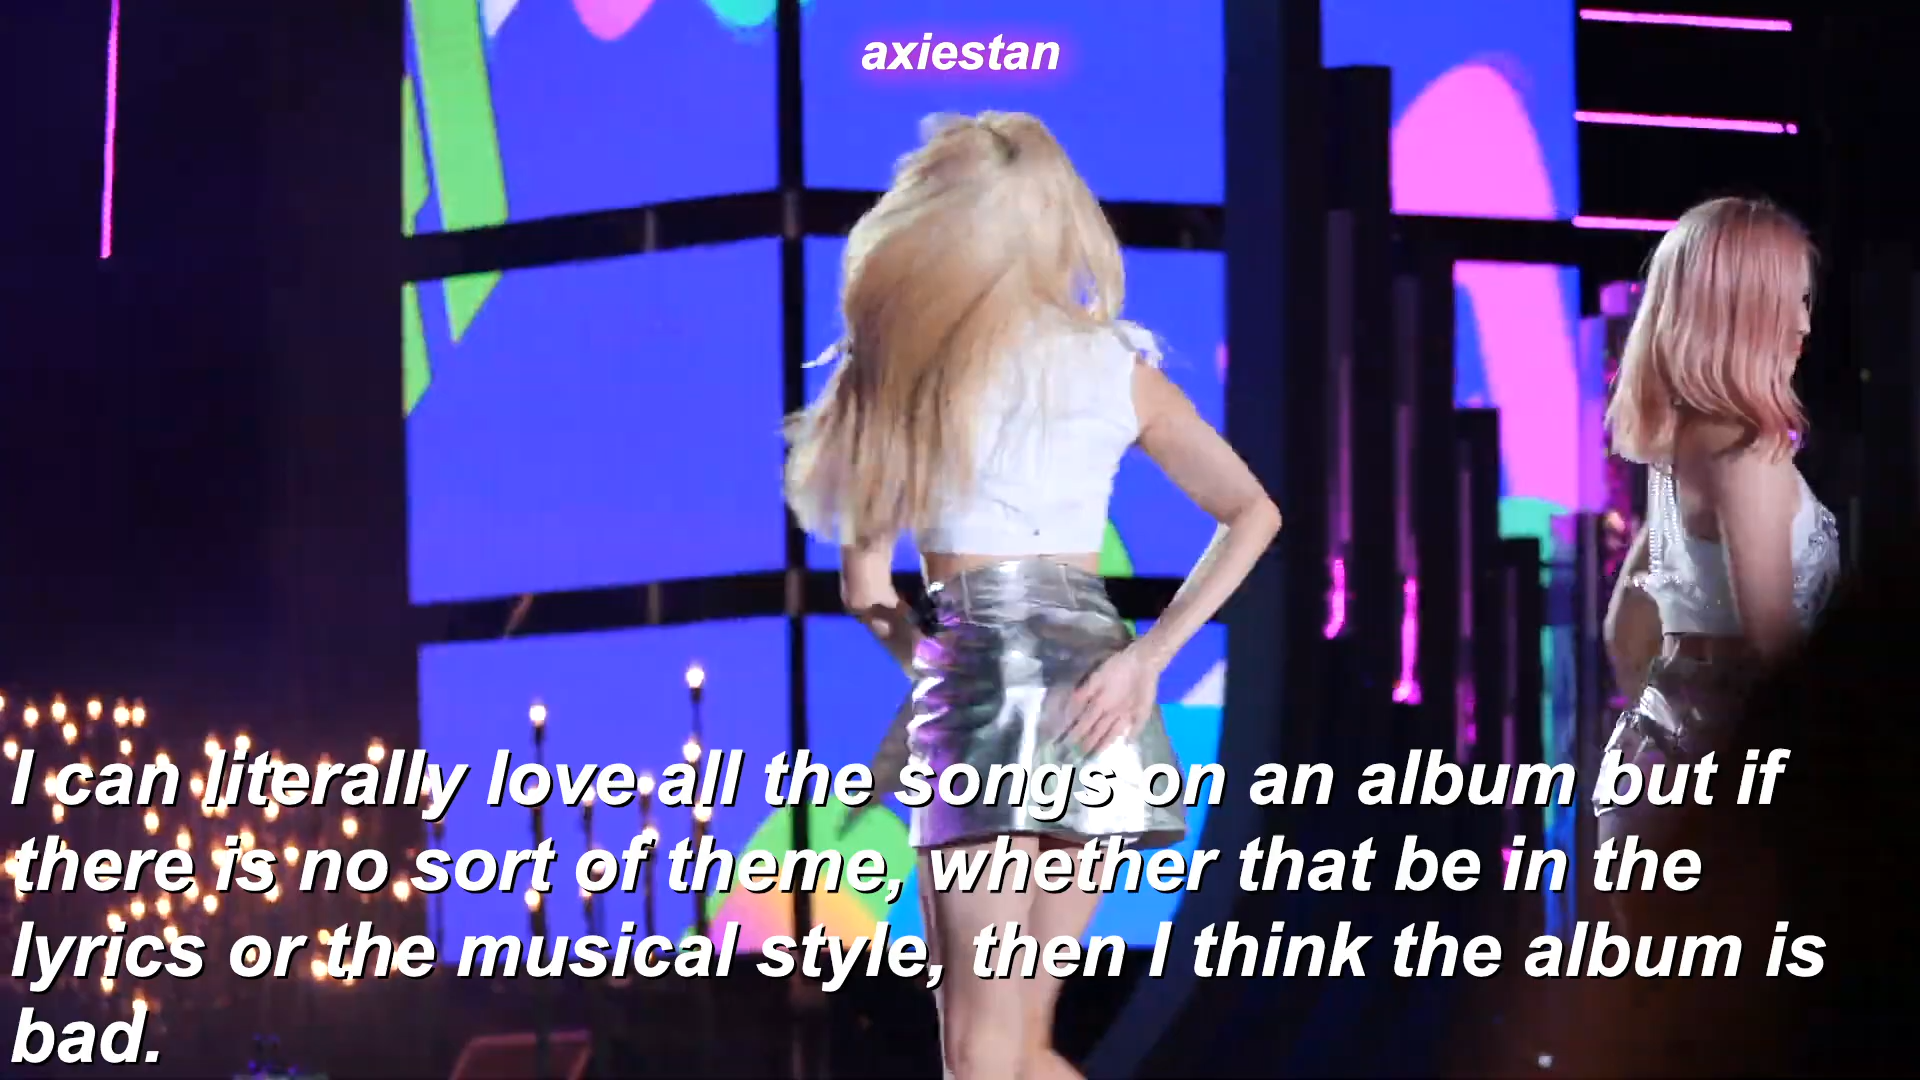 axiestan
I can literally love all the songs on an album but if
there is no sort of theme, whether that be in the
lyrics or the musical style, then I think the album is
bad.